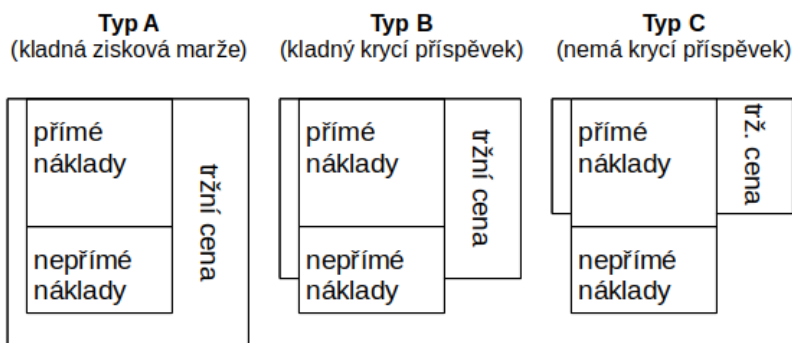 Typ A
(kladná zisková marže)
přímé
náklady
nepřímé
náklady
tržní cena
Typ B
(kladný krycí příspěvek)
přímé
náklady
nepřímé
náklady
tržní cena
Typ C
(nemá krycí příspěvek)
přímé
náklady
nepřímé
náklady
trž. cena